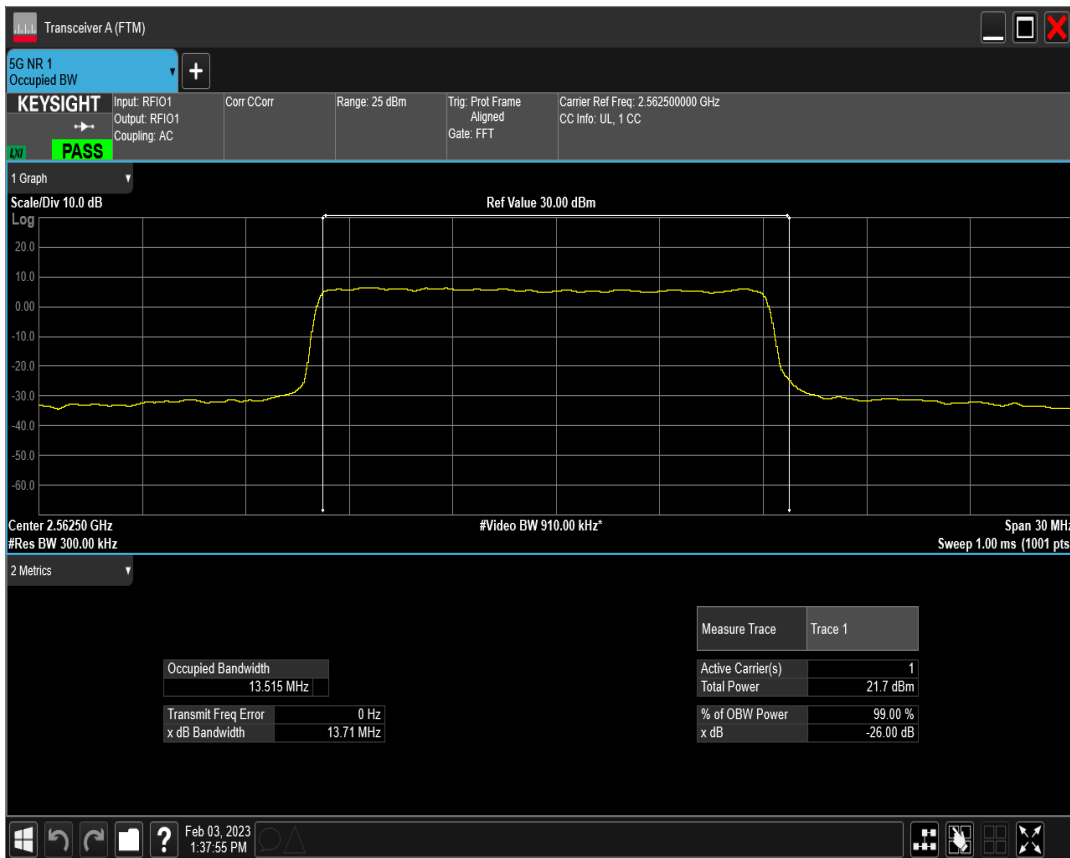 Transceiver A (FTM)
5G NR 1
Occupied BW
+
KEYSIGHT
LXI
PASS
Input: RFIO1
Output: RFIO1
Coupling: AC
Corr CCorr
Range: 25 dBm
Trig: Prot Frame
Aligned
Gate: FFT
Carrier Ref Freq: 2.562500000 GHz
CC Info: UL, 1 CC
1 Graph
Scale/Div 10.0 dB
Ref Value 30.00 dBm
Log
20.0
10.0
0.00
-10.0
-20.0
-30.0
-40.0
-50.0
-60.0
Center 2.56250 GHz
#Video BW 910.00 kHz*
Span 30 MHz
#Res BW 300.00 kHz
Sweep 1.00 ms (1001 pts
2 Metrics
Measure Trace Trace 1
Occupied Bandwidth
13.515 MHz
Active Carrier(s) 1
Total Power 21.7 dBm
Transmit Freq Error 0 Hz
x dB Bandwidth 13.71 MHz
% of OBW Power 99.00 %
x dB -26.00 dB
?
Feb 03, 2023
1:37:55 PM